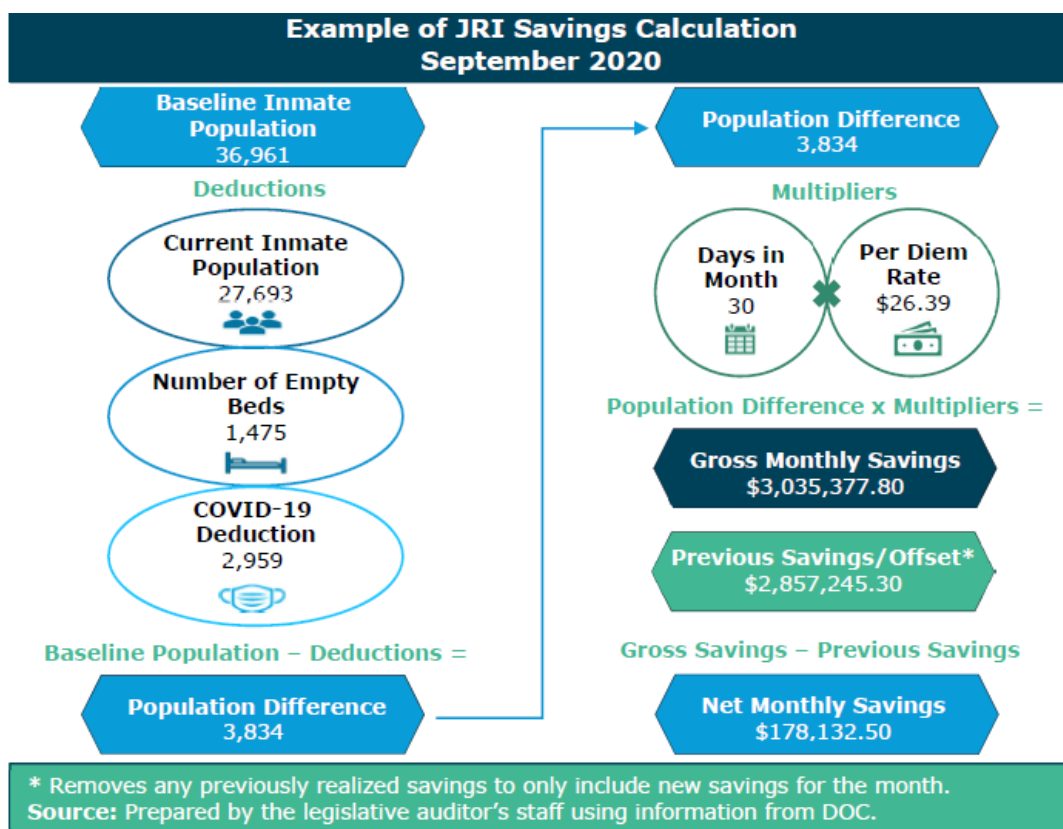 Example of JRI Savings Calculation
September 2020
Baseline Inmate
Population
36,961
Deductions
Current Inmate
Population
27,693
Number of Empty
Beds
1,475
COVID-19
Deduction
2,959
Baseline Population – Deductions =
Population Difference
3,834
Population Difference
3,834
Multipliers
Days in
Month
30
Per Diem
Rate
$26.39
Population Difference x Multipliers =
Gross Monthly Savings
$3,035,377.80
Previous Savings/Offset*
$2,857,245.30
Gross Savings – Previous Savings
Net Monthly Savings
$178,132.50
* Removes any previously realized savings to only include new savings for the month.
Source: Prepared by the legislative auditor’s staff using information from DOC.